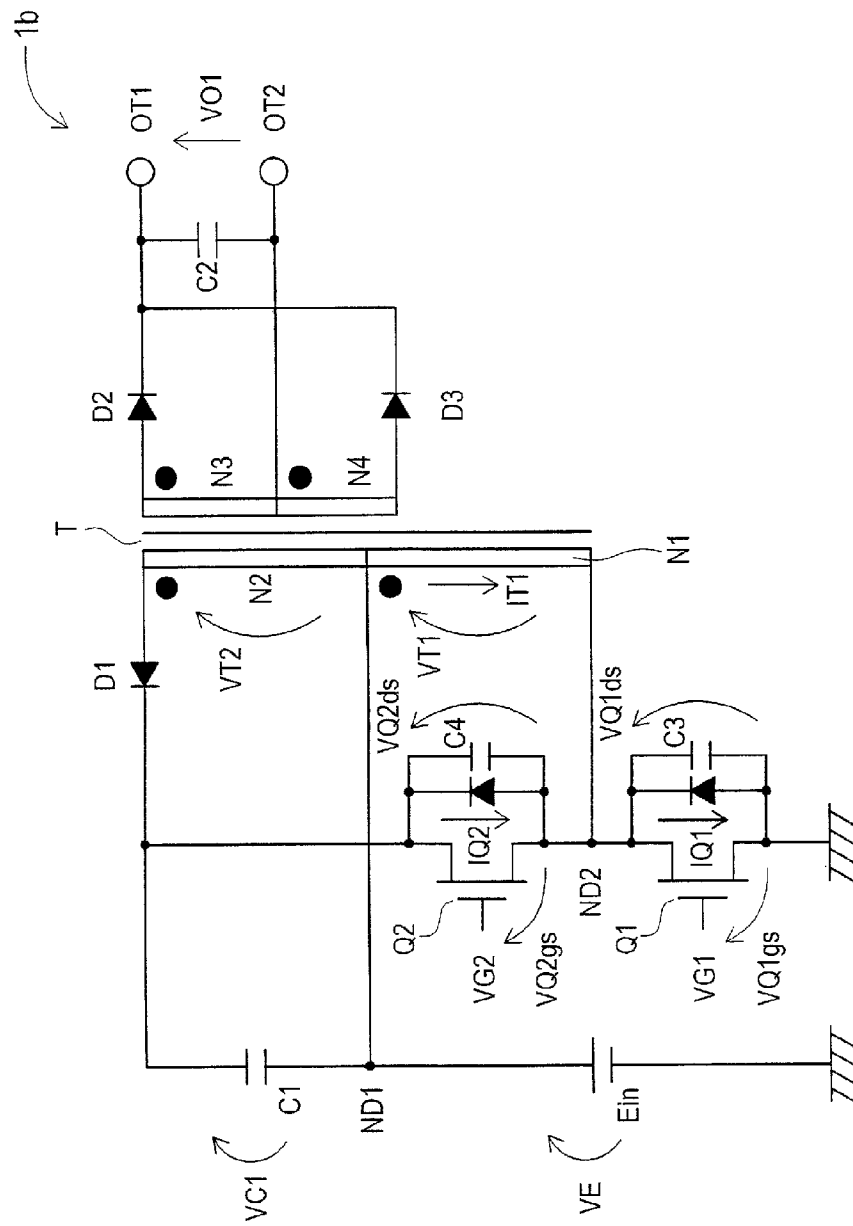 1b
OT1
VO1
OT2
C2
D2
D3
N3
N4
T
N1
N2
IT1
VT2
VT1
D1
VQ2ds
C4
VQ1ds
C3
IQ2
IQ1
ND2
Q2
VG2
VQ2gs
Q1
VG1
VQ1gs
C1
ND1
Ein
VC1
VE